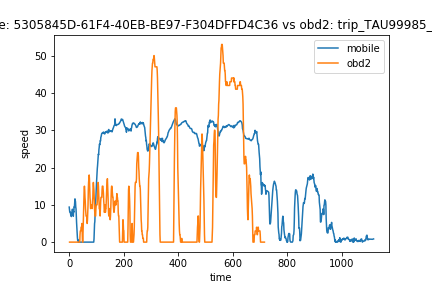 e: 5305845D-61F4-40EB-BE97-F304DFFD4C36 vs obd2: trip_TAU99985_
mobile
obd2
50
40
30
20
10
0
speed
0 200 400 600 800 1000
time